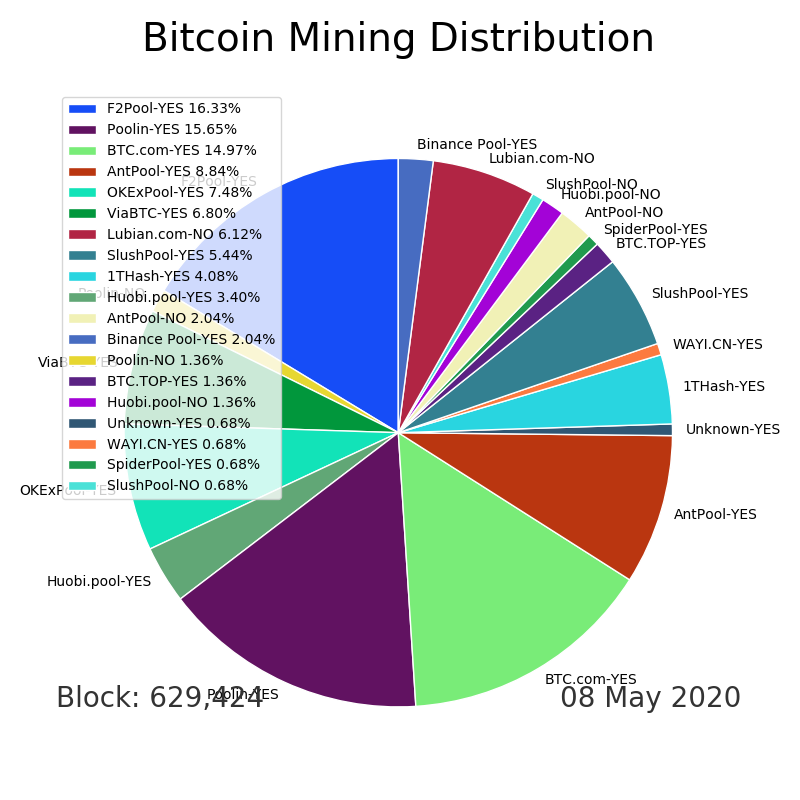 Bitcoin Mining Distribution
F2Pool-YES 16.33%
Poolin-YES 15.65%
BTC.com-YES 14.97%
AntPool-YES 8.84%
OKExPool-YES 7.48%
ViaBTC-YES 6.80%
Lubian.com-NO 6.12%
SlushPool-YES 5.44%
1THash-YES 4.08%
Huobi.pool-YES 3.40%
AntPool-NO 2.04%
Binance Pool-YES 2.04%
Poolin-NO 1.36%
BTC.TOP-YES 1.36%
Huobi.pool-NO 1.36%
Unknown-YES 0.68%
WAYI.CN-YES 0.68%
SpiderPool-YES 0.68%
SlushPool-NO 0.68%
Binance Pool-YES
Lubian.com-NO
SlushPool-NO
Huobi.pool-NO
AntPool-NO
SpiderPool-YES
BTC.TOP-YES
SlushPool-YES
WAYI.CN-YES
1THash-YES
Unknown-YES
AntPool-YES
BTC.com-YES
Poolin-YES
Huobi.pool-YES
OKExPool-YES
ViaBTC-YES
Poolin-NO
F2Pool-YES
Block: 629,424
08 May 2020